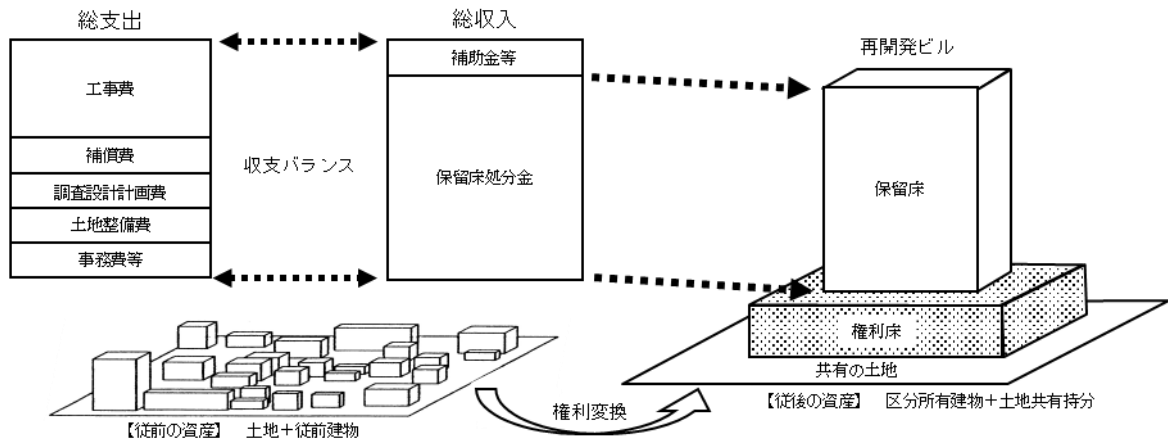 総支出
総収入
再開発ビル
工事費
補償費
調査設計計画費
土地整備費
事務費等
収支バランス
補助金等
保留床処分金
保留床
権利床
共有の土地
【従前の資産】 土地＋従前建物
権利変換
【従後の資産】 区分所有建物＋土地共有持分